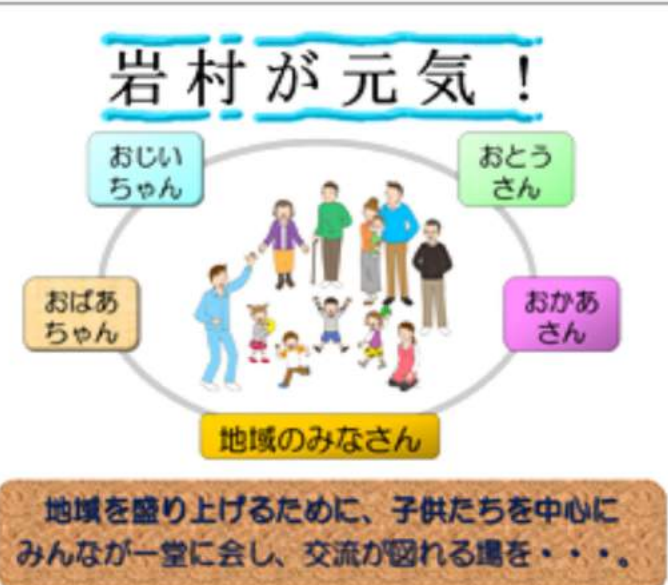 岩村が元気！
おじい
ちゃん
おとう
さん
おばあ
ちゃん
おかあ
さん
地域のみなさん
地域を盛り上げるために、子供たちを中心に
みんなが一堂に会し、交流が図れる場を・・・。